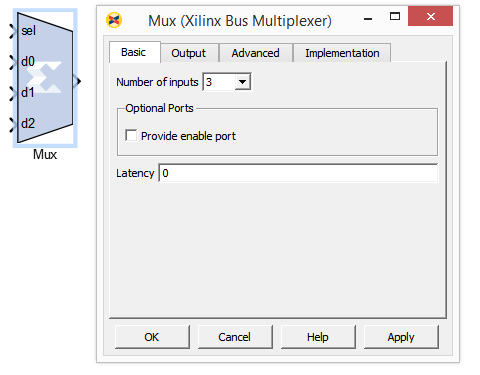 sel
d0
d1
d2
Mux
Mux (Xilinx Bus Multiplexer)
Basic Output Advanced Implementation
Number of inputs 3
Optional Ports
Provide enable port
Latency 0
OK Cancel Help Apply